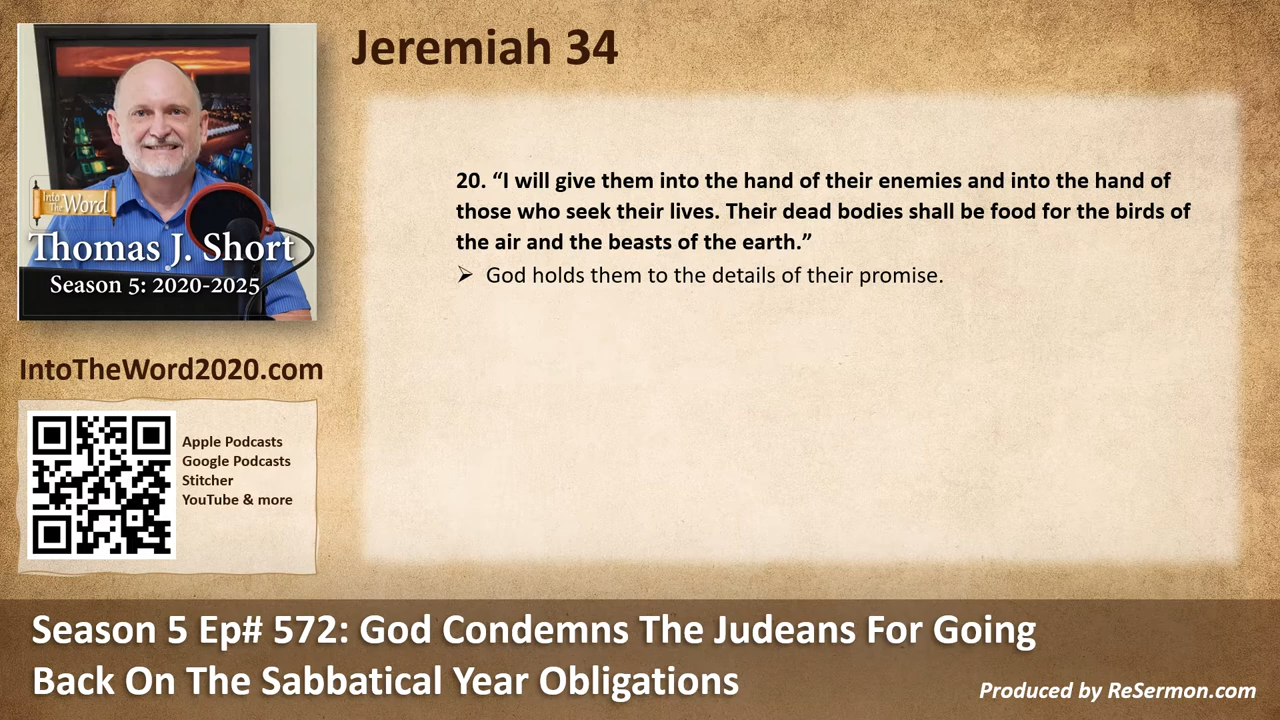 Jeremiah 34
20. “I will give them into the hand of their enemies and into the hand of
those who seek their lives. Their dead bodies shall be food for the birds of
the air and the beasts of the earth.”
➢ God holds them to the details of their promise.
Into
The Word
Thomas J. Short
Season 5: 2020-2025
IntoTheWord2020.com
Apple Podcasts
Google Podcasts
Stitcher
YouTube & more
Season 5 Ep# 572: God Condemns The Judeans For Going
Back On The Sabbatical Year Obligations
Produced by ReSermon.com